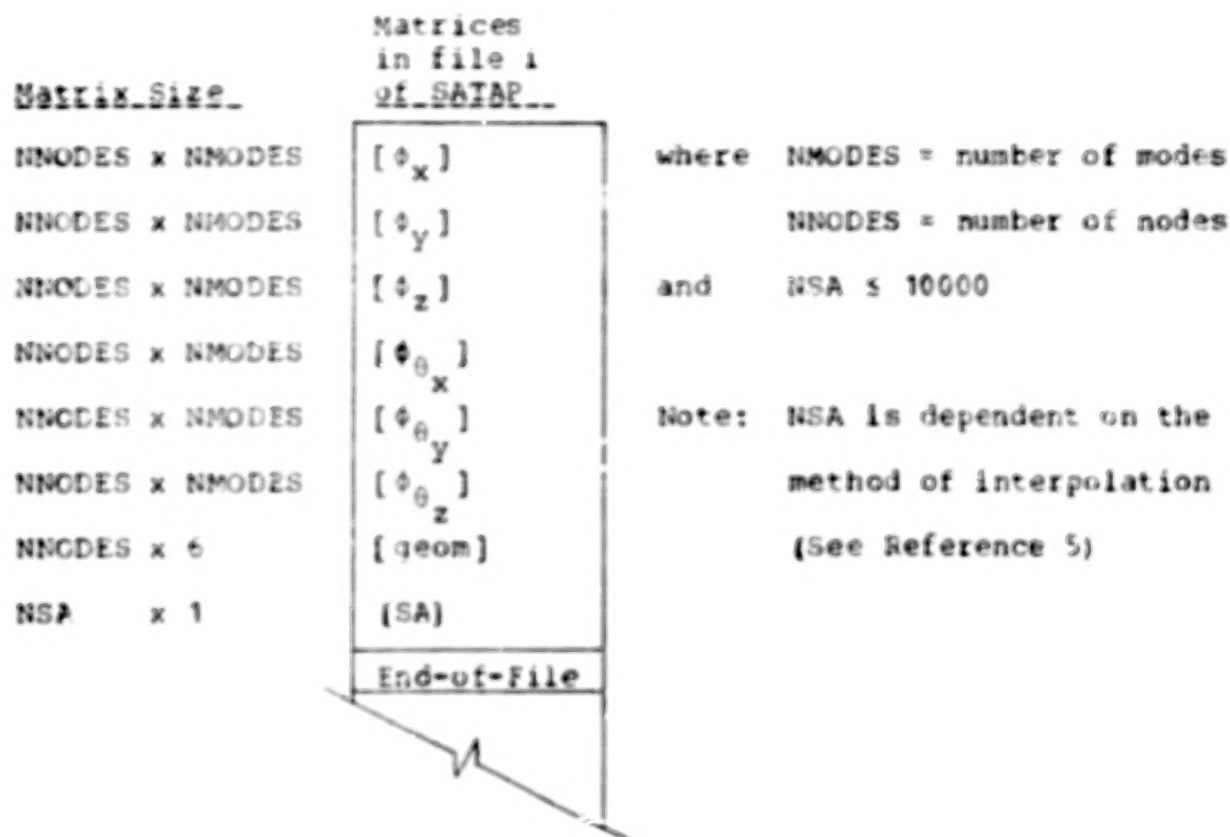 Matrices
in file i
Matrix Size of SATAP
NNODES x NMODES [ϕx] where NMODES = number of modes
NNODES x NMODES [ϕy] NNODES = number of nodes
NNODES x NMODES [ϕz] and NSA ≤ 10000
NNODES x NMODES [ϕθx]
NNODES x NMODES [ϕθy] Note: NSA is dependent on the
NNODES x NMODES [ϕθz] method of interpolation
NNODES x 6 [geom] (See Reference 5)
NSA x 1 {SA}
End-of-File